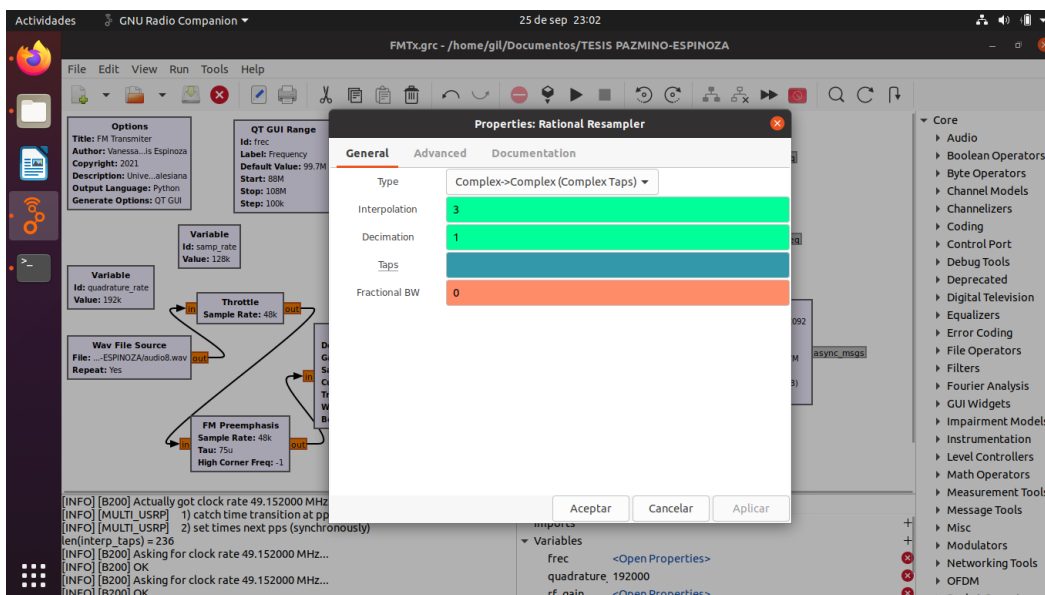 Actividades GNU Radio Companion 25 de sep 23:02
FMTx.grc - /home/gil/Documentos/TESIS PAZMINO-ESPINOZA
File Edit View Run Tools Help
Options
Title: FM Transmiter
Author: Vanessa...is Espinoza
Copyright: 2021
Description: Unive...alesiana
Output Language: Python
Generate Options: QT GUI
QT GUI Range
Id: frec
Label: Frequency
Default Value: 99.7M
Start: 88M
Stop: 108M
Step: 100k
Variable
Id: samp_rate
Value: 128k
Variable
Id: quadrature_rate
Value: 192k
Throttle
Sample Rate: 48k
in
out
Wav File Source
File: ...-ESPINOZA/audio8.wav
Repeat: Yes
out
in
FM Preemphasis
Sample Rate: 48k
Tau: 75u
High Corner Freq: -1
in
out
Properties: Rational Resampler
General Advanced Documentation
Type Complex->Complex (Complex Taps)
Interpolation 3
Decimation 1
Taps
Fractional BW 0
Aceptar Cancelar Aplicar
async_msgs
Core
Audio
Boolean Operators
Byte Operators
Channel Models
Channelizers
Coding
Control Port
Debug Tools
Deprecated
Digital Television
Equalizers
Error Coding
File Operators
Filters
Fourier Analysis
GUI Widgets
Impairment Models
Instrumentation
Level Controllers
Math Operators
Measurement Tools
Message Tools
Misc
Modulators
Networking Tools
OFDM
[INFO] [B200] Actually got clock rate 49.152000 MHz
[INFO] [MULTI_USRP] 1) catch time transition at pp
[INFO] [MULTI_USRP] 2) set times next pps (synchronously)
len(interp_taps) = 236
[INFO] [B200] Asking for clock rate 49.152000 MHz...
[INFO] [B200] OK
[INFO] [B200] Asking for clock rate 49.152000 MHz...
[INFO] [B200] OK
Imports
Variables
frec <Open Properties>
quadrature_ 192000
rf_gain <Open Properties>